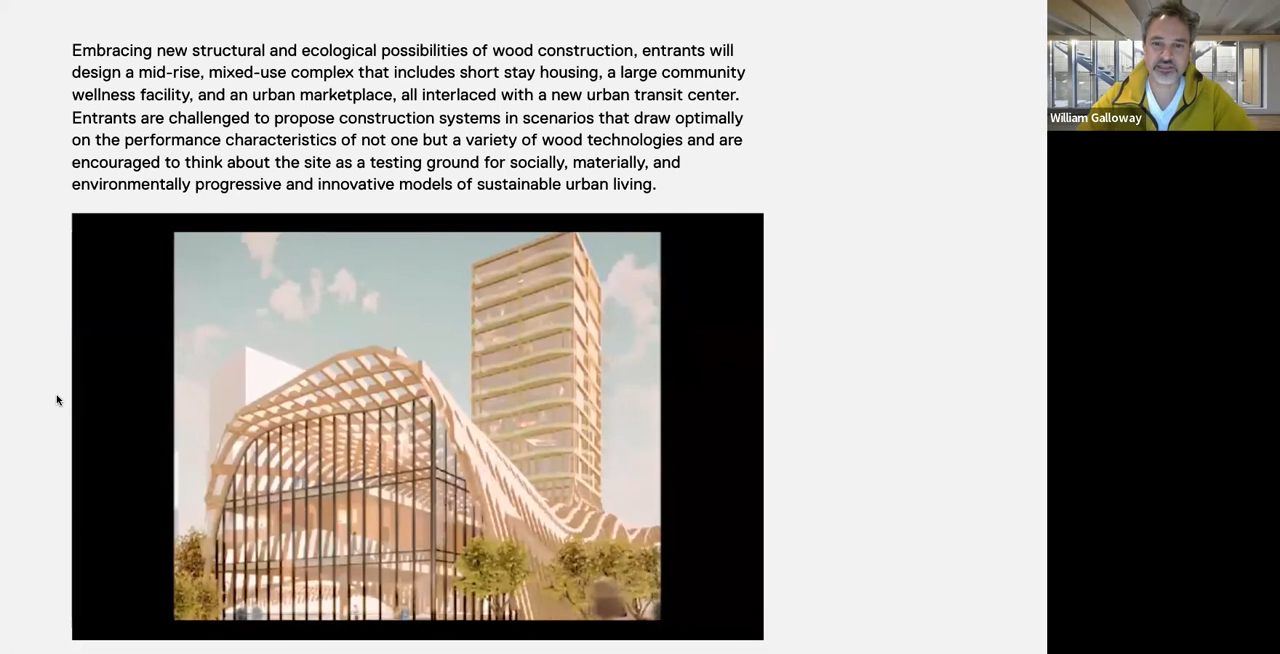 Embracing new structural and ecological possibilities of wood construction, entrants will
design a mid-rise, mixed-use complex that includes short stay housing, a large community
wellness facility, and an urban marketplace, all interlaced with a new urban transit center.
Entrants are challenged to propose construction systems in scenarios that draw optimally
on the performance characteristics of not one but a variety of wood technologies and are
encouraged to think about the site as a testing ground for socially, materially, and
environmentally progressive and innovative models of sustainable urban living.
William Galloway